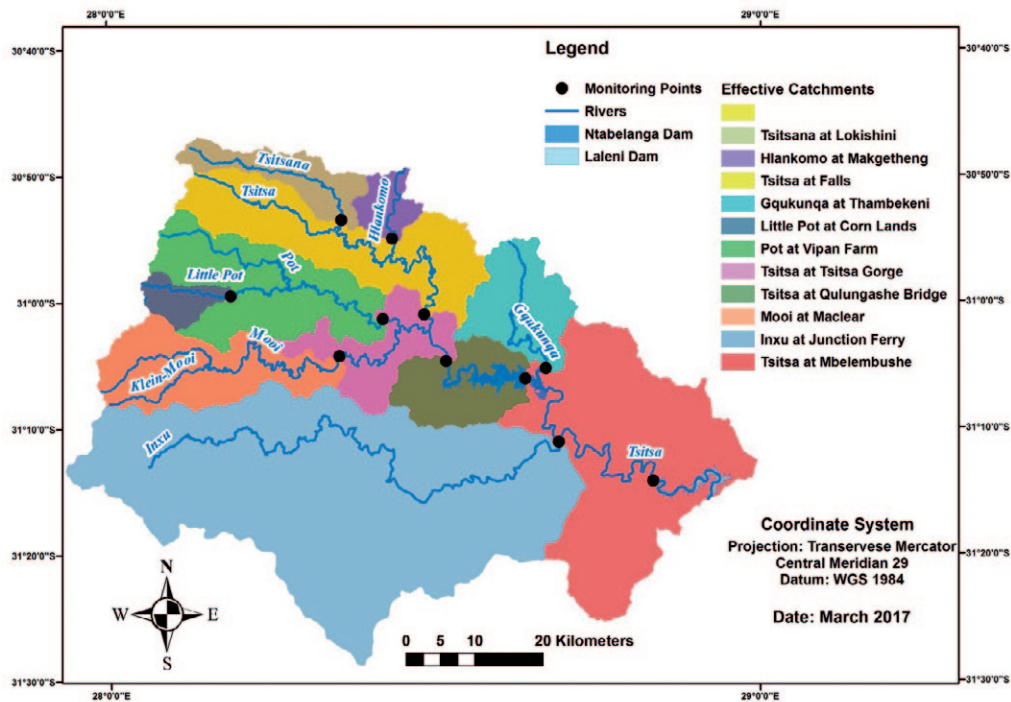 28°0'0"E
29°0'0"E
30°40'0"S
30°50'0"S
31°0'0"S
31°10'0"S
31°20'0"S
31°30'0"S
30°40'0"S
30°50'0"S
31°0'0"S
31°10'0"S
31°20'0"S
31°30'0"S
28°0'0"E
29°0'0"E
Legend
Monitoring Points
Rivers
Ntabelanga Dam
Laleni Dam
Effective Catchments
Tsitsana at Lokishini
Hlankomo at Makgetheng
Tsitsa at Falls
Gqukunqa at Thambekeni
Little Pot at Corn Lands
Pot at Vipan Farm
Tsitsa at Tsitsa Gorge
Tsitsa at Qulungashe Bridge
Mooi at Maclear
Inxu at Junction Ferry
Tsitsa at Mbelembushe
Tsitsana
Tsitsa
Hlankomo
Pot
Little Pot
Gqukunqa
Mooi
Klein-Mooi
Inxu
Tsitsa
Coordinate System
Projection: Transervese Mercator
Central Meridian 29
Datum: WGS 1984
Date: March 2017
N
W
E
S
0 5 10 20 Kilometers